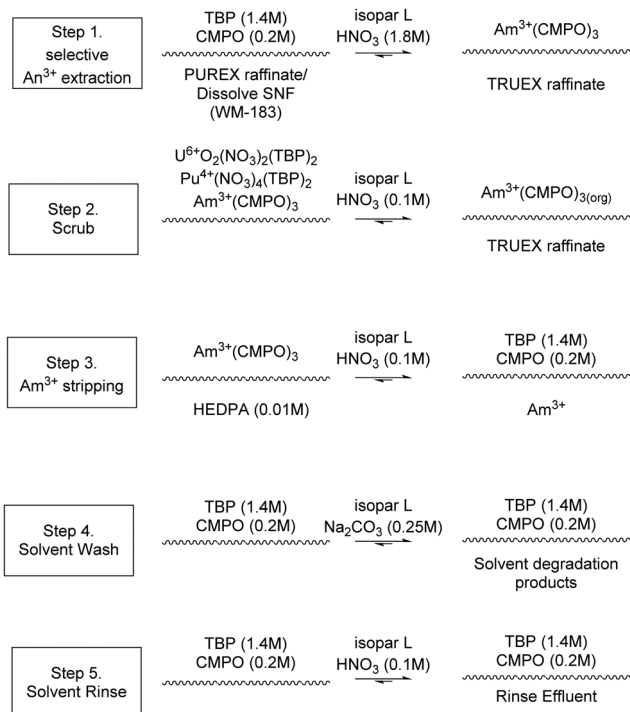 Step 1.
selective
An³⁺ extraction
TBP (1.4M)
CMPO (0.2M)
PUREX raffinate/
Dissolve SNF
(WM-183)
isopar L
HNO₃ (1.8M)
Am³⁺(CMPO)₃
TRUEX raffinate
Step 2.
Scrub
U⁶⁺O₂(NO₃)₂(TBP)₂
Pu⁴⁺(NO₃)₄(TBP)₂
Am³⁺(CMPO)₃
isopar L
HNO₃ (0.1M)
Am³⁺(CMPO)₃(org)
TRUEX raffinate
Step 3.
Am³⁺ stripping
Am³⁺(CMPO)₃
HEDPA (0.01M)
isopar L
HNO₃ (0.1M)
TBP (1.4M)
CMPO (0.2M)
Am³⁺
Step 4.
Solvent Wash
TBP (1.4M)
CMPO (0.2M)
isopar L
Na₂CO₃ (0.25M)
TBP (1.4M)
CMPO (0.2M)
Solvent degradation
products
Step 5.
Solvent Rinse
TBP (1.4M)
CMPO (0.2M)
isopar L
HNO₃ (0.1M)
TBP (1.4M)
CMPO (0.2M)
Rinse Effluent